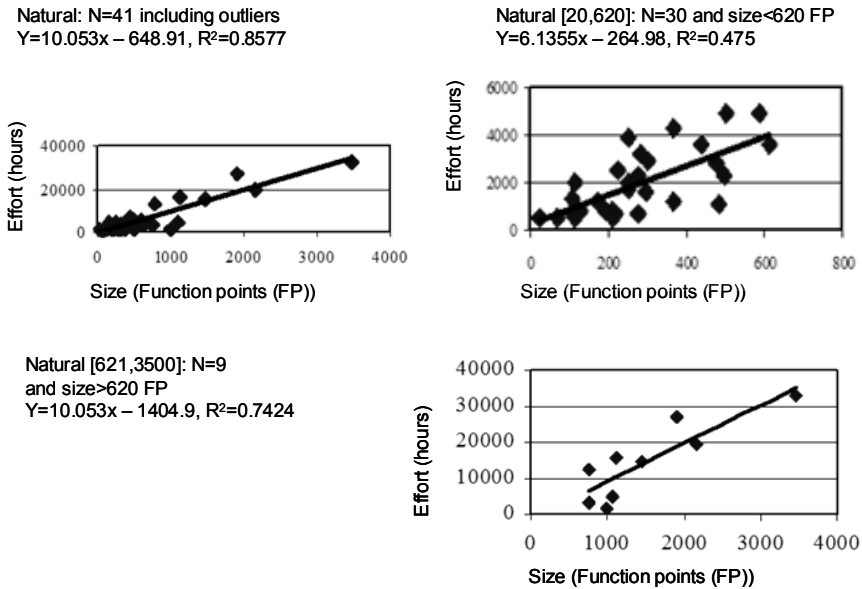 Natural: N=41 including outliers
Y=10.053x – 648.91, R²=0.8577
Effort (hours)
40000
20000
0
0 1000 2000 3000 4000
Size (Function points (FP))
Natural [20,620]: N=30 and size<620 FP
Y=6.1355x – 264.98, R²=0.475
Effort (hours)
6000
4000
2000
0
0 200 400 600 800
Size (Function points (FP))
Natural [621,3500]: N=9
and size>620 FP
Y=10.053x – 1404.9, R²=0.7424
Effort (hours)
40000
30000
20000
10000
0
0 1000 2000 3000 4000
Size (Function points (FP))